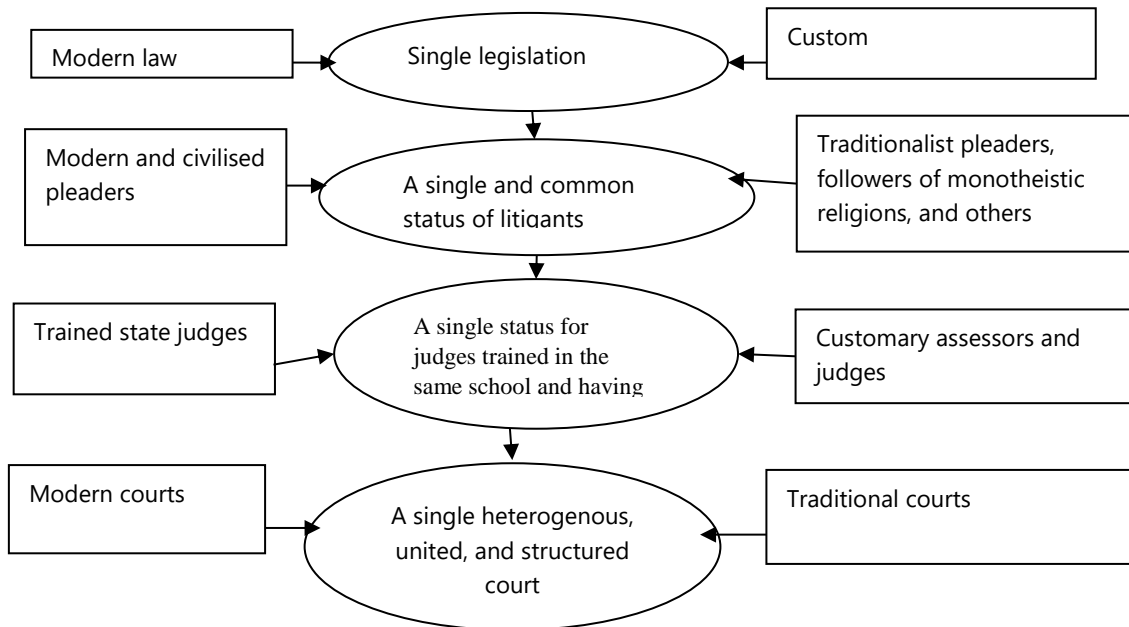 Modern law
Single legislation
Custom
Modern and civilised
pleaders
A single and common
status of litigants
Traditionalist pleaders,
followers of monotheistic
religions, and others
Trained state judges
A single status for
judges trained in the
same school and having
Customary assessors and
judges
Modern courts
A single heterogenous,
united, and structured
court
Traditional courts